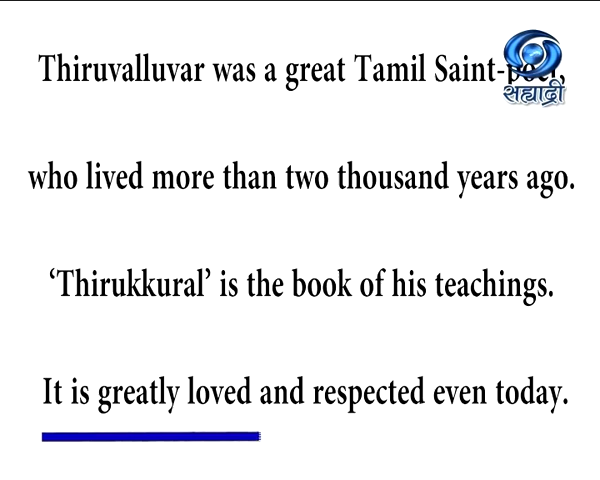 Thiruvalluvar was a great Tamil Saint-poet,
सह्याद्री
who lived more than two thousand years ago.
‘Thirukkural’ is the book of his teachings.
It is greatly loved and respected even today.